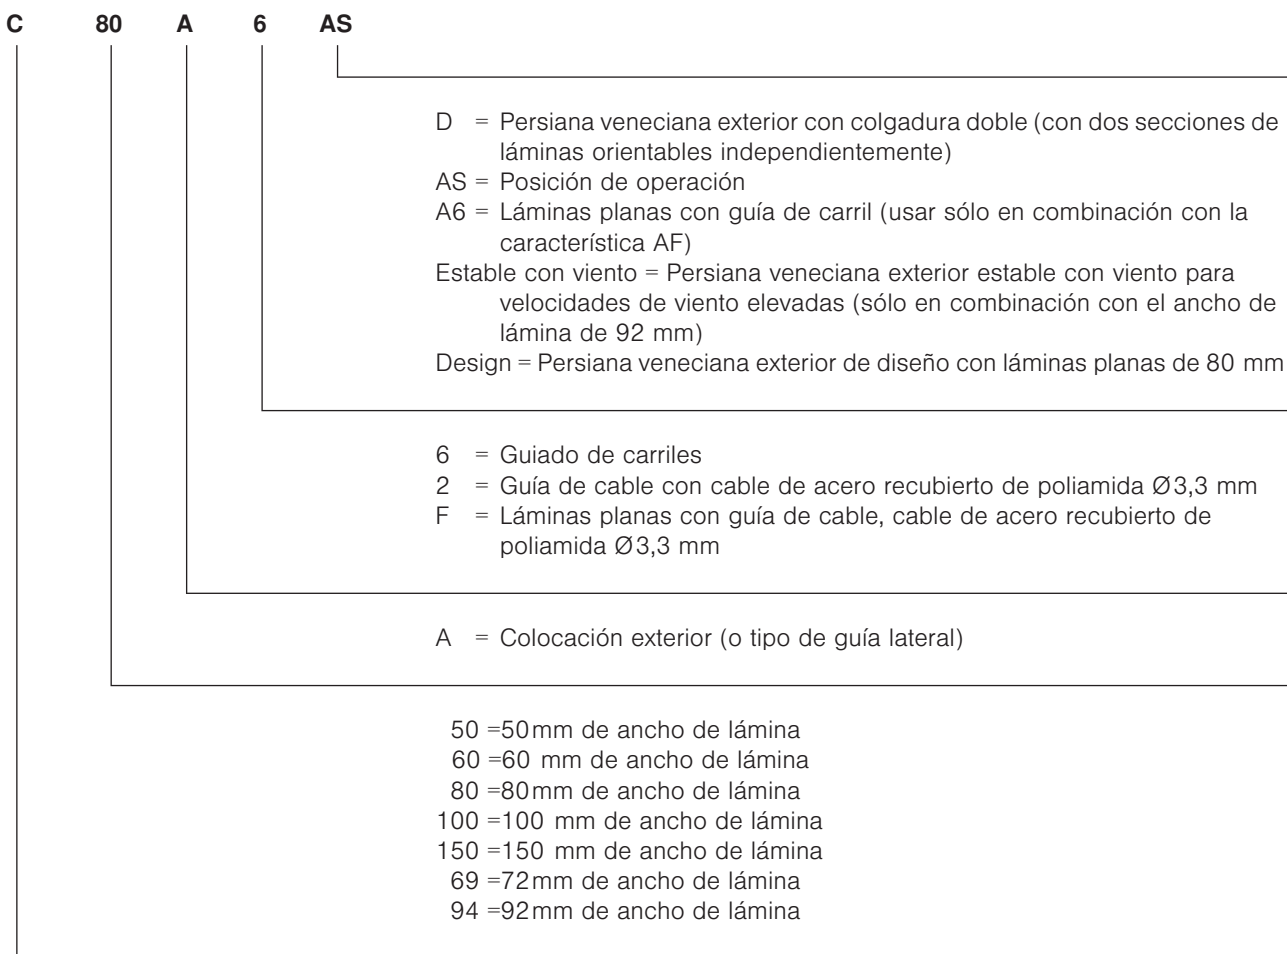 C 80 A 6 AS
D = Persiana veneciana exterior con colgadura doble (con dos secciones de
láminas orientables independientemente)
AS = Posición de operación
A6 = Láminas planas con guía de carril (usar sólo en combinación con la
característica AF)
Estable con viento = Persiana veneciana exterior estable con viento para
velocidades de viento elevadas (sólo en combinación con el ancho de
lámina de 92 mm)
Design = Persiana veneciana exterior de diseño con láminas planas de 80 mm
6 = Guiado de carriles
2 = Guía de cable con cable de acero recubierto de poliamida Ø3,3 mm
F = Láminas planas con guía de cable, cable de acero recubierto de
poliamida Ø3,3 mm
A = Colocación exterior (o tipo de guía lateral)
50 =50mm de ancho de lámina
60 =60 mm de ancho de lámina
80 =80mm de ancho de lámina
100 =100 mm de ancho de lámina
150 =150 mm de ancho de lámina
69 =72mm de ancho de lámina
94 =92mm de ancho de lámina